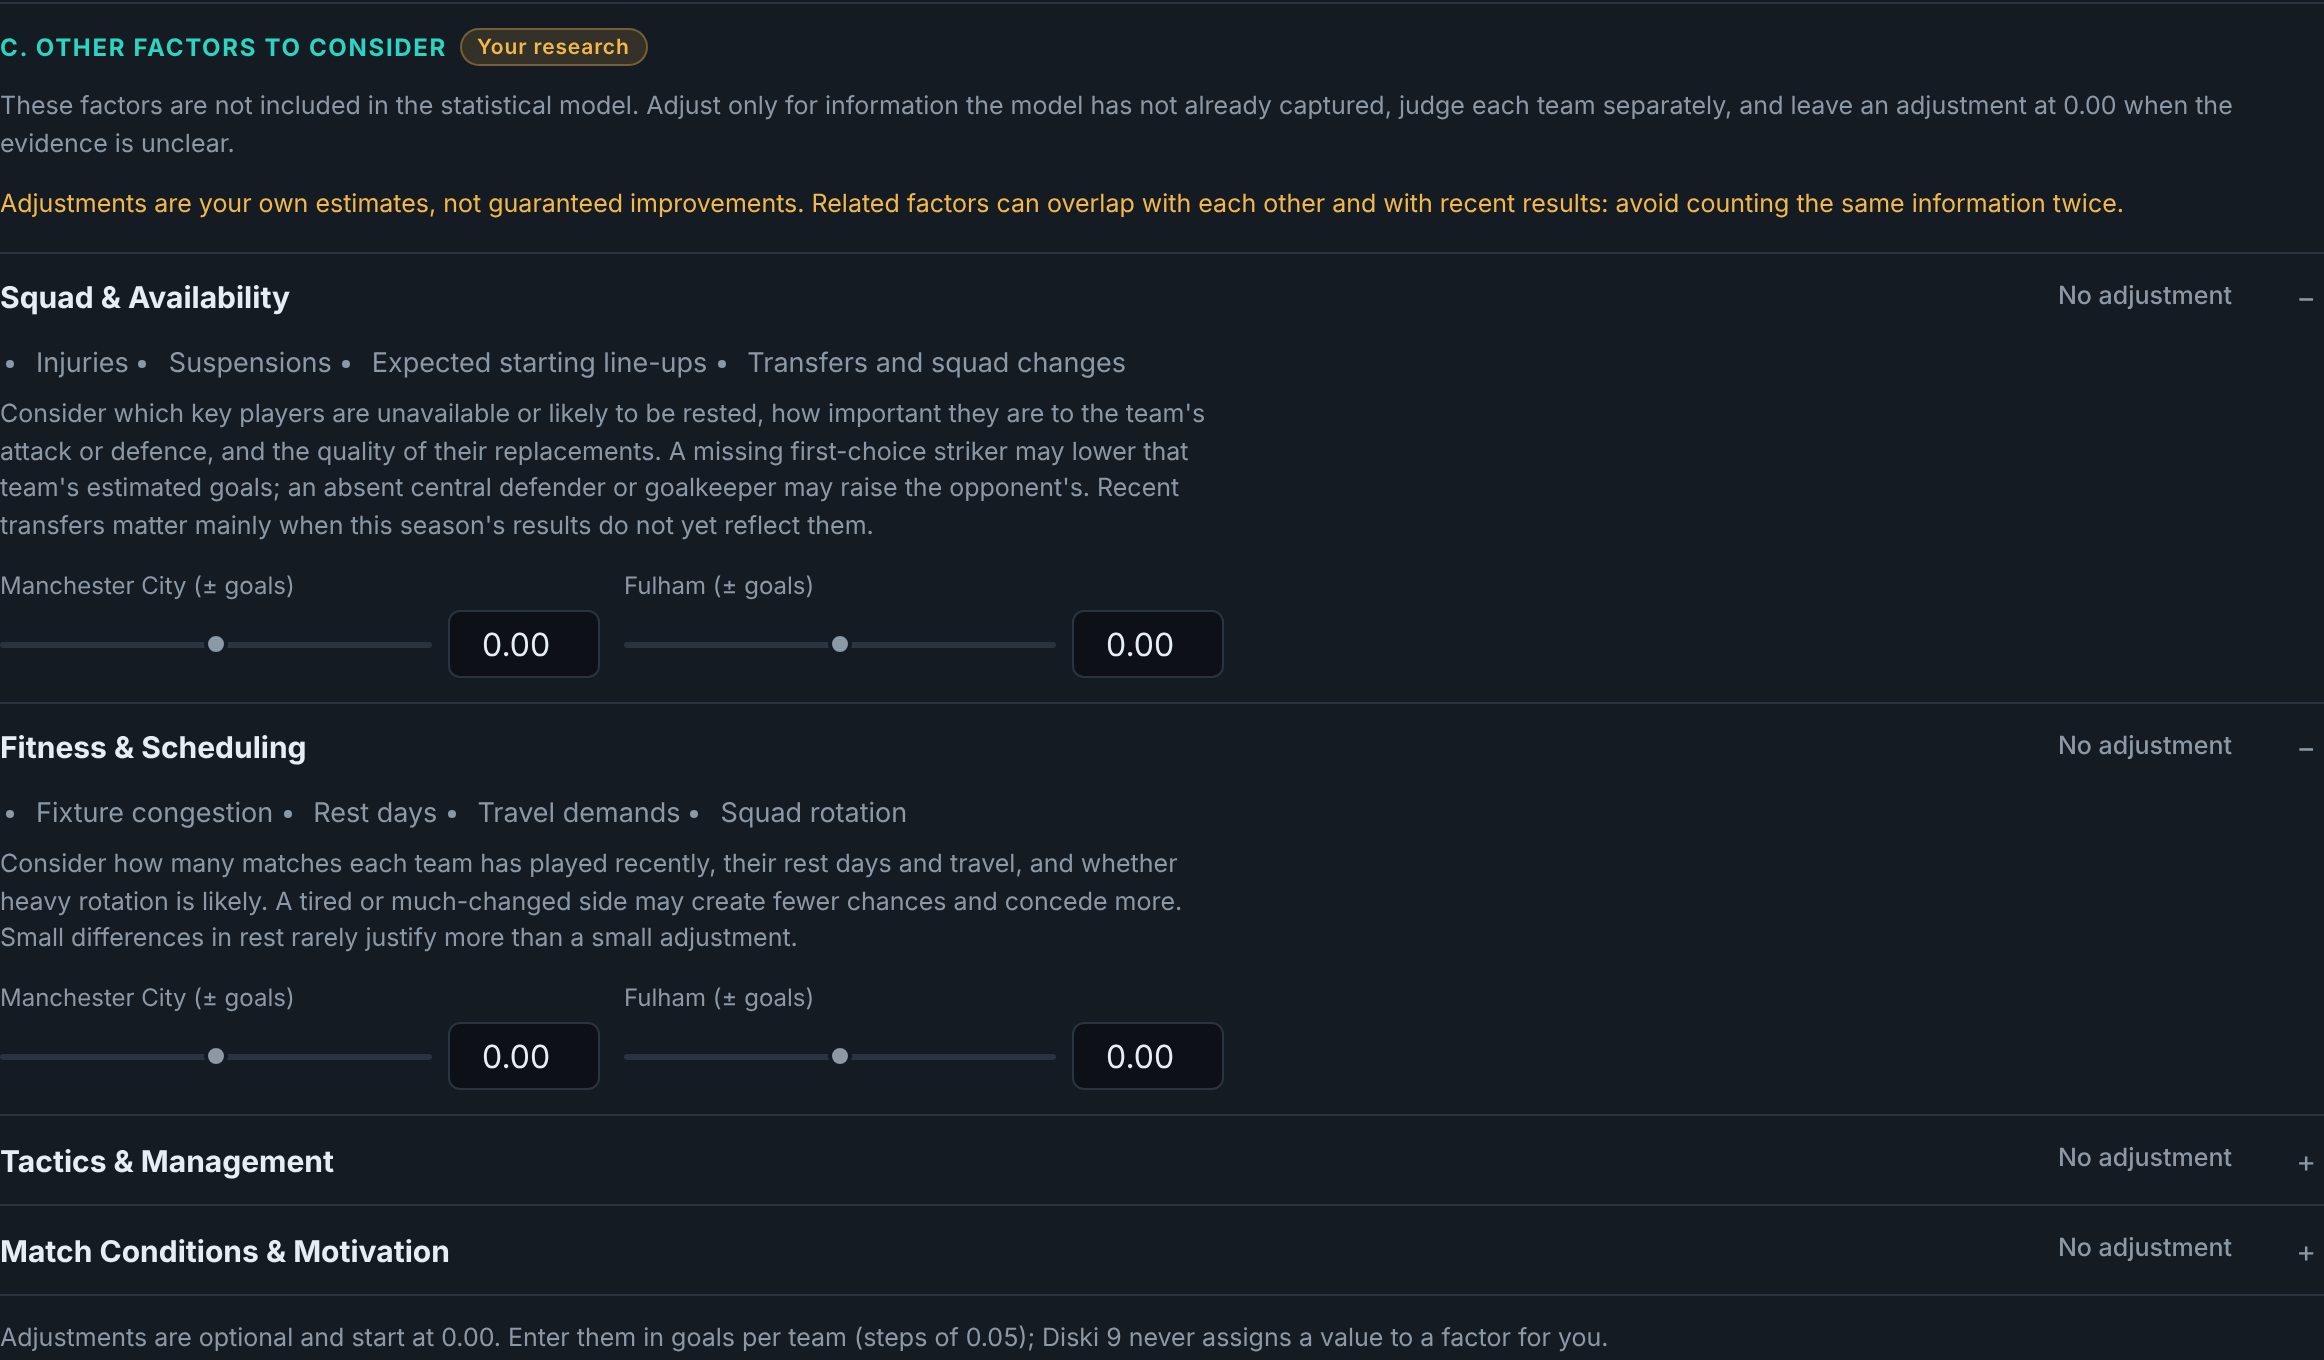 C. OTHER FACTORS TO CONSIDER Your research
These factors are not included in the statistical model. Adjust only for information the model has not already captured, judge each team separately, and leave an adjustment at 0.00 when the
evidence is unclear.
Adjustments are your own estimates, not guaranteed improvements. Related factors can overlap with each other and with recent results: avoid counting the same information twice.
Squad & Availability No adjustment –
• Injuries • Suspensions • Expected starting line-ups • Transfers and squad changes
Consider which key players are unavailable or likely to be rested, how important they are to the team's
attack or defence, and the quality of their replacements. A missing first-choice striker may lower that
team's estimated goals; an absent central defender or goalkeeper may raise the opponent's. Recent
transfers matter mainly when this season's results do not yet reflect them.
Manchester City (± goals) Fulham (± goals)
0.00 0.00
Fitness & Scheduling No adjustment –
• Fixture congestion • Rest days • Travel demands • Squad rotation
Consider how many matches each team has played recently, their rest days and travel, and whether
heavy rotation is likely. A tired or much-changed side may create fewer chances and concede more.
Small differences in rest rarely justify more than a small adjustment.
Manchester City (± goals) Fulham (± goals)
0.00 0.00
Tactics & Management No adjustment +
Match Conditions & Motivation No adjustment +
Adjustments are optional and start at 0.00. Enter them in goals per team (steps of 0.05); Diski 9 never assigns a value to a factor for you.